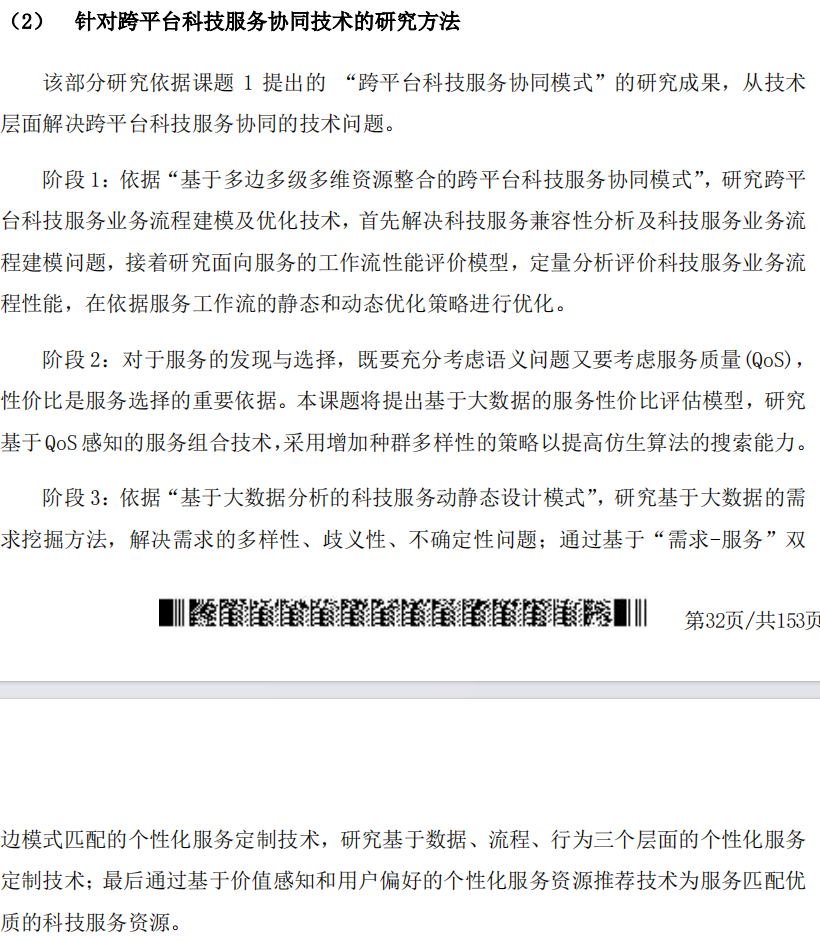 （2） 针对跨平台科技服务协同技术的研究方法
该部分研究依据课题 1 提出的 “跨平台科技服务协同模式”的研究成果，从技术
层面解决跨平台科技服务协同的技术问题。
阶段 1：依据“基于多边多级多维资源整合的跨平台科技服务协同模式”，研究跨平
台科技服务业务流程建模及优化技术，首先解决科技服务兼容性分析及科技服务业务流
程建模问题，接着研究面向服务的工作流性能评价模型，定量分析评价科技服务业务流
程性能，在依据服务工作流的静态和动态优化策略进行优化。
阶段 2：对于服务的发现与选择，既要充分考虑语义问题又要考虑服务质量(QoS)，
性价比是服务选择的重要依据。本课题将提出基于大数据的服务性价比评估模型，研究
基于 QoS 感知的服务组合技术，采用增加种群多样性的策略以提高仿生算法的搜索能力。
阶段 3：依据“基于大数据分析的科技服务动静态设计模式”，研究基于大数据的需
求挖掘方法，解决需求的多样性、歧义性、不确定性问题；通过基于“需求-服务”双
第32页/共153页
边模式匹配的个性化服务定制技术，研究基于数据、流程、行为三个层面的个性化服务
定制技术；最后通过基于价值感知和用户偏好的个性化服务资源推荐技术为服务匹配优
质的科技服务资源。